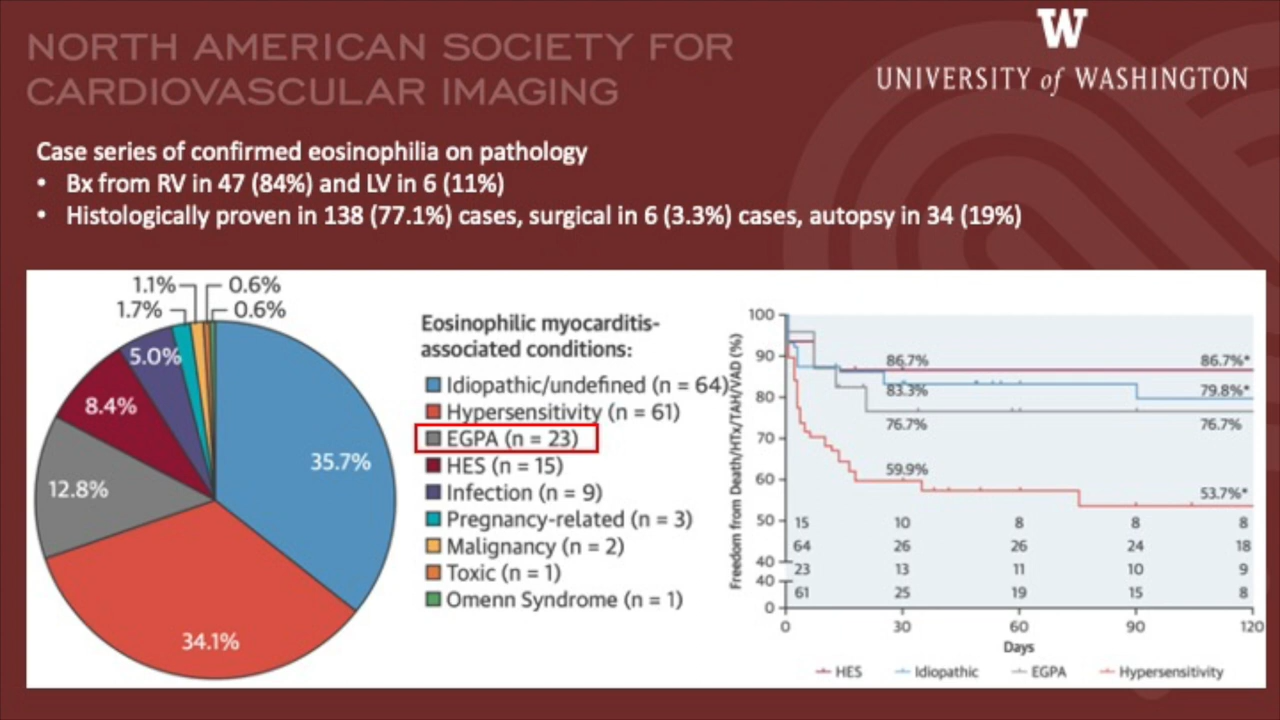 NORTH AMERICAN SOCIETY FOR
CARDIOVASCULAR IMAGING
W
UNIVERSITY of WASHINGTON
Case series of confirmed eosinophilia on pathology
• Bx from RV in 47 (84%) and LV in 6 (11%)
• Histologically proven in 138 (77.1%) cases, surgical in 6 (3.3%) cases, autopsy in 34 (19%)
1.1%
0.6%
1.7%
0.6%
5.0%
8.4%
12.8%
35.7%
34.1%
Eosinophilic myocarditis-
associated conditions:
Idiopathic/undefined (n = 64)
Hypersensitivity (n = 61)
EGPA (n = 23)
HES (n = 15)
Infection (n = 9)
Pregnancy-related (n = 3)
Malignancy (n = 2)
Toxic (n = 1)
Omenn Syndrome (n = 1)
Freedom from Death/HTx/TAH/VAD (%)
100
90
80
70
60
50
40
40
0
86.7% 86.7%*
83.3% 79.8%*
76.7% 76.7%
59.9% 53.7%*
15 10 8 8 8
64 26 26 24 18
23 13 11 10 9
61 25 19 15 8
0 30 60 90 120
Days
HES Idiopathic EGPA Hypersensitivity